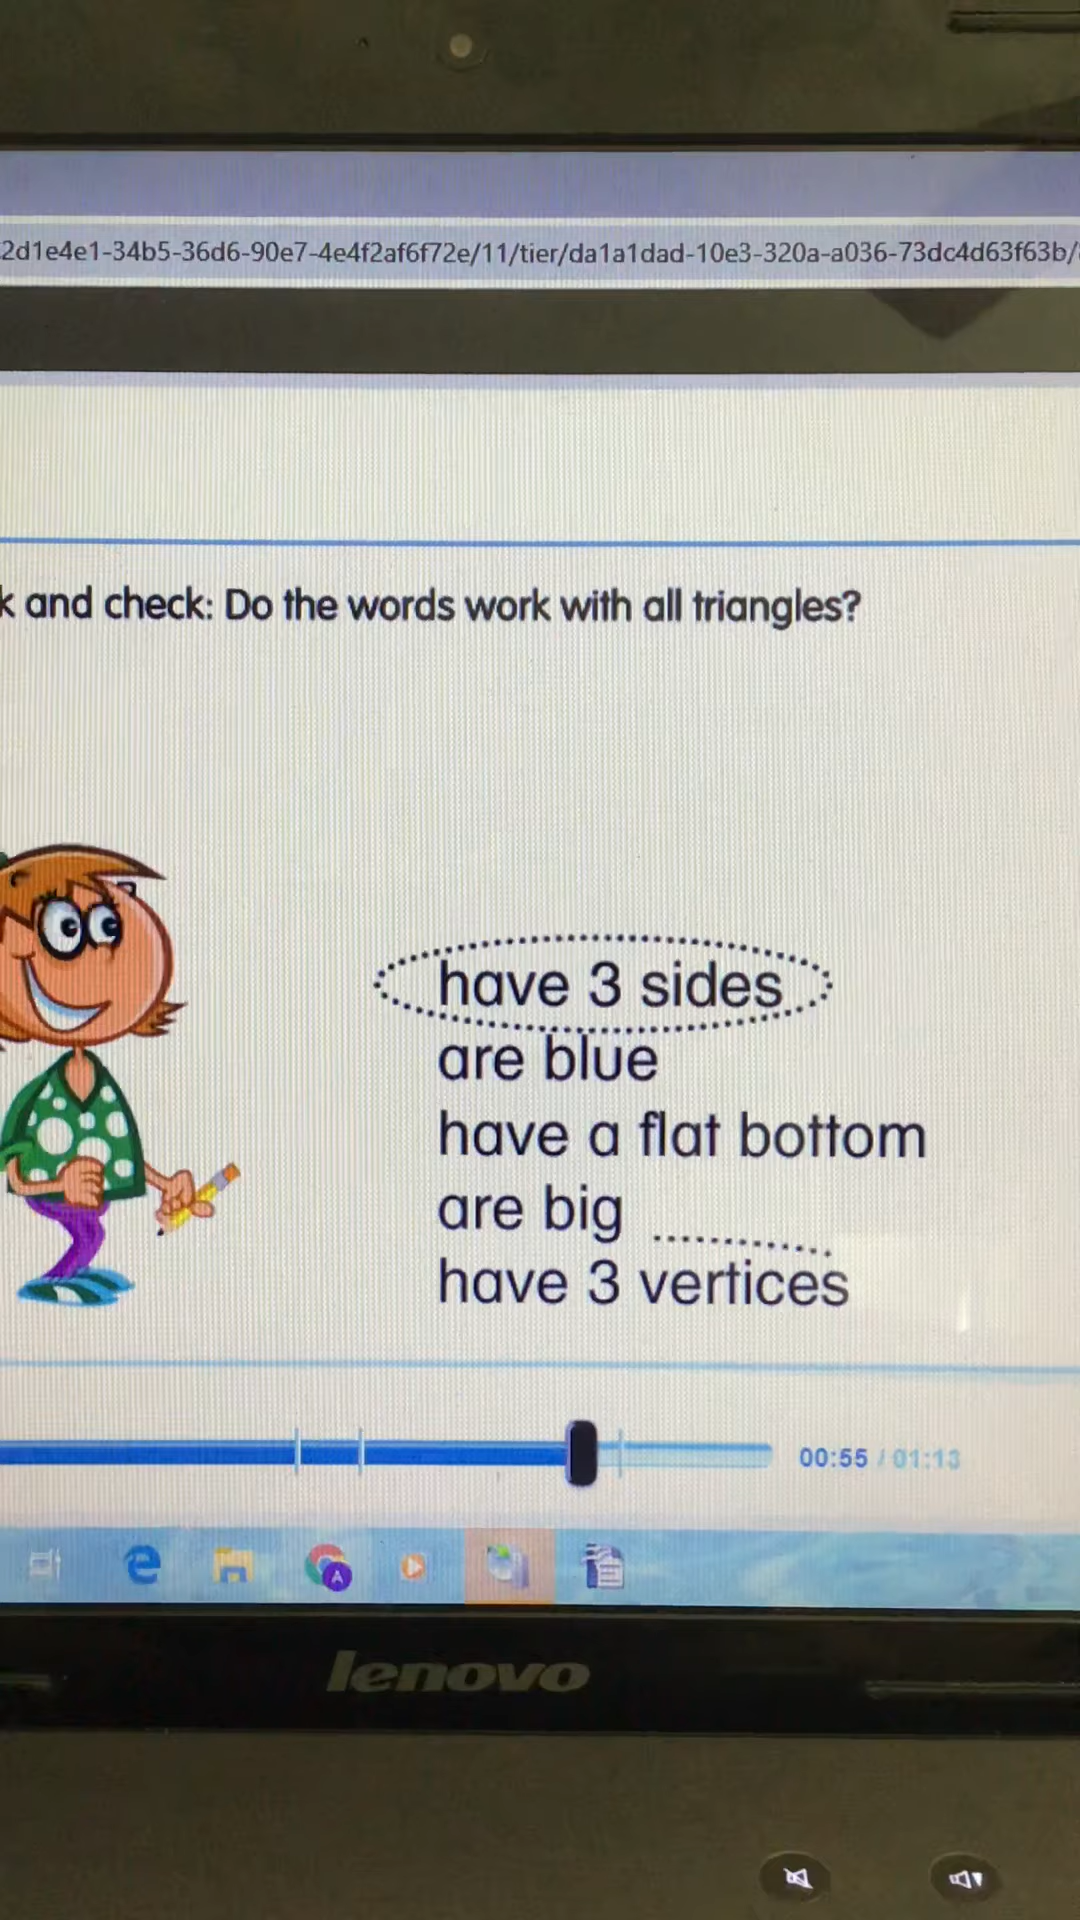 2d1e4e1-34b5-36d6-90e7-4e4f2af6f72e/11/tier/da1a1dad-10e3-320a-a036-73dc4d63f63b/
k and check: Do the words work with all triangles?
have 3 sides
are blue
have a flat bottom
are big
have 3 vertices
00:55 / 01:13
A
lenovo